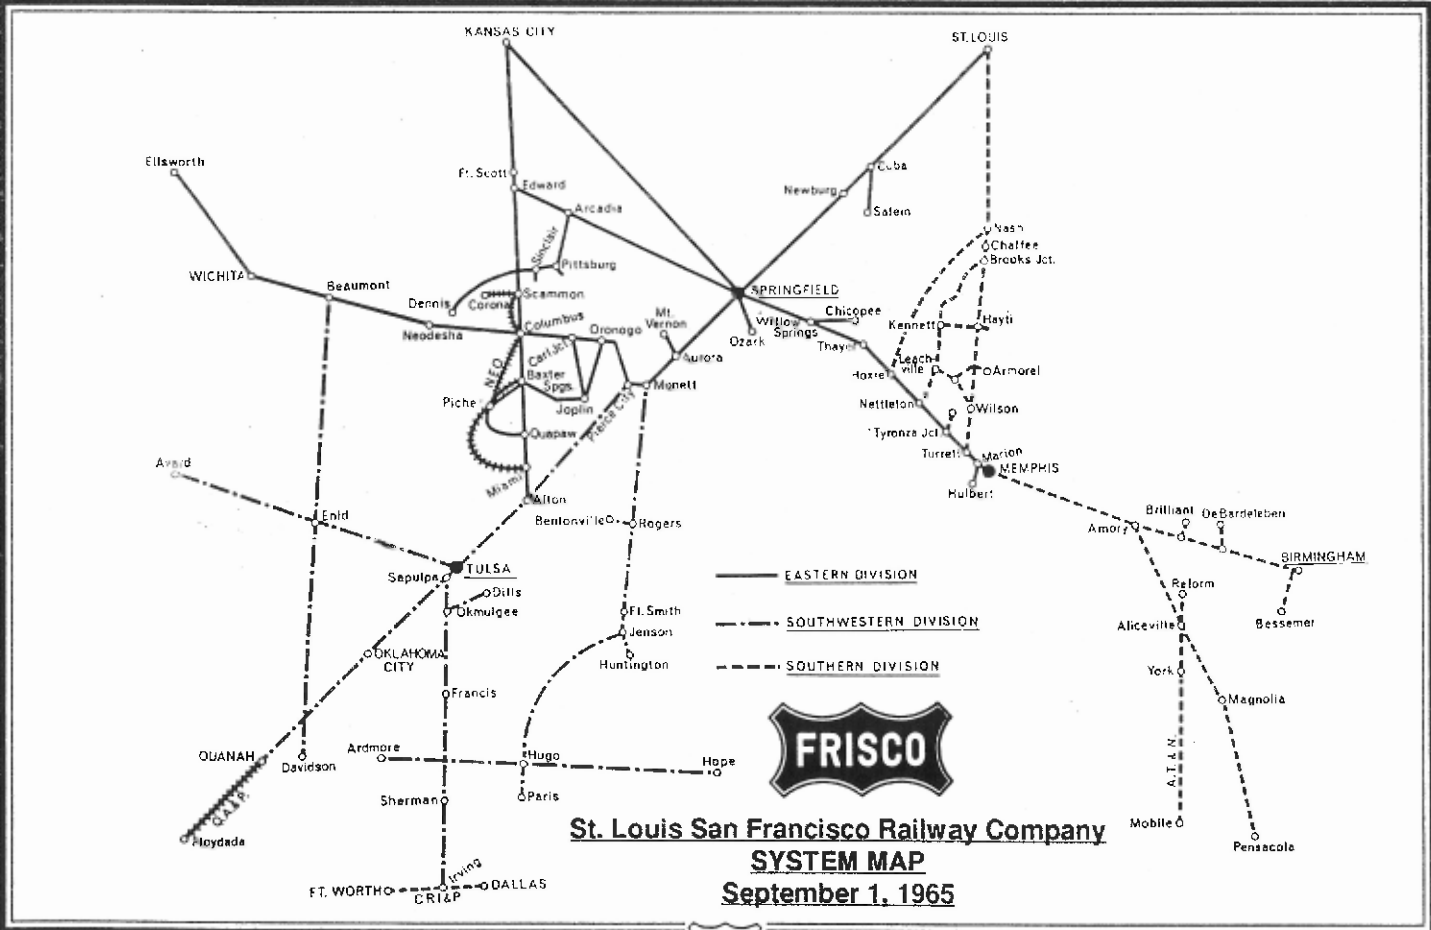 KANSAS CITY
ST. LOUIS
Ellsworth
Ft. Scott
Edward
Cuba
Newburg
Salem
Arcadia
Nash
Chaffee
Brooks Jct.
Sinclair
Pittsburg
WICHITA
Beaumont
Dennis
Corona
Scammon
SPRINGFIELD
Neodesha
Columbus
Oronogo
Mt.
Vernon
Chicopee
Willow
Springs
Ozark
Thayer
Kennett
Hayti
Carl Jct.
Aurora
Leach-
ville
Armorel
Hoxie
N E O
Baxter
Spgs.
Monett
Piche
Joplin
Pierce City
Nettleton
Wilson
Quapaw
Tyronza Jct.
Turrell
Marion
MEMPHIS
Hulbert
Avard
Miami
Afton
Enid
Bentonville
Rogers
Amory
Brilliant
DeBardeleben
BIRMINGHAM
Sapulpa
TULSA
Dills
Okmulgee
Ft. Smith
Jenson
Huntington
EASTERN DIVISION
SOUTHWESTERN DIVISION
SOUTHERN DIVISION
Reform
Bessemer
Aliceville
York
Magnolia
OKLAHOMA
CITY
Francis
QUANAH
Davidson
Ardmore
Hugo
Hope
Paris
Sherman
Q.A.& P.
Floydada
A.T.& N.
Mobile
Pensacola
FRISCO
St. Louis San Francisco Railway Company
SYSTEM MAP
September 1, 1965
Irving
FT. WORTH
DALLAS
CRI&P